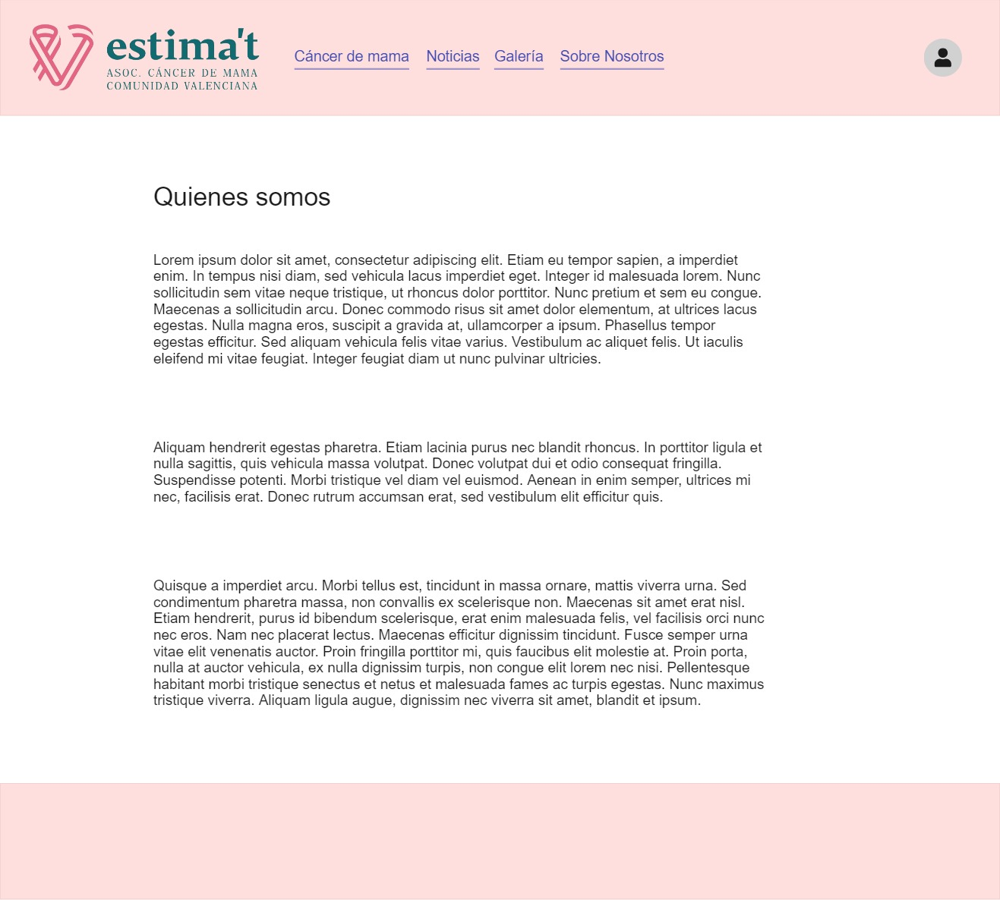 estima't
ASOC. CÁNCER DE MAMA
COMUNIDAD VALENCIANA
Cáncer de mama Noticias Galería Sobre Nosotros
Quienes somos
Lorem ipsum dolor sit amet, consectetur adipiscing elit. Etiam eu tempor sapien, a imperdiet
enim. In tempus nisi diam, sed vehicula lacus imperdiet eget. Integer id malesuada lorem. Nunc
sollicitudin sem vitae neque tristique, ut rhoncus dolor porttitor. Nunc pretium et sem eu congue.
Maecenas a sollicitudin arcu. Donec commodo risus sit amet dolor elementum, at ultrices lacus
egestas. Nulla magna eros, suscipit a gravida at, ullamcorper a ipsum. Phasellus tempor
egestas efficitur. Sed aliquam vehicula felis vitae varius. Vestibulum ac aliquet felis. Ut iaculis
eleifend mi vitae feugiat. Integer feugiat diam ut nunc pulvinar ultricies.
Aliquam hendrerit egestas pharetra. Etiam lacinia purus nec blandit rhoncus. In porttitor ligula et
nulla sagittis, quis vehicula massa volutpat. Donec volutpat dui et odio consequat fringilla.
Suspendisse potenti. Morbi tristique vel diam vel euismod. Aenean in enim semper, ultrices mi
nec, facilisis erat. Donec rutrum accumsan erat, sed vestibulum elit efficitur quis.
Quisque a imperdiet arcu. Morbi tellus est, tincidunt in massa ornare, mattis viverra urna. Sed
condimentum pharetra massa, non convallis ex scelerisque non. Maecenas sit amet erat nisl.
Etiam hendrerit, purus id bibendum scelerisque, erat enim malesuada felis, vel facilisis orci nunc
nec eros. Nam nec placerat lectus. Maecenas efficitur dignissim tincidunt. Fusce semper urna
vitae elit venenatis auctor. Proin fringilla porttitor mi, quis faucibus elit molestie at. Proin porta,
nulla at auctor vehicula, ex nulla dignissim turpis, non congue elit lorem nec nisi. Pellentesque
habitant morbi tristique senectus et netus et malesuada fames ac turpis egestas. Nunc maximus
tristique viverra. Aliquam ligula augue, dignissim nec viverra sit amet, blandit et ipsum.